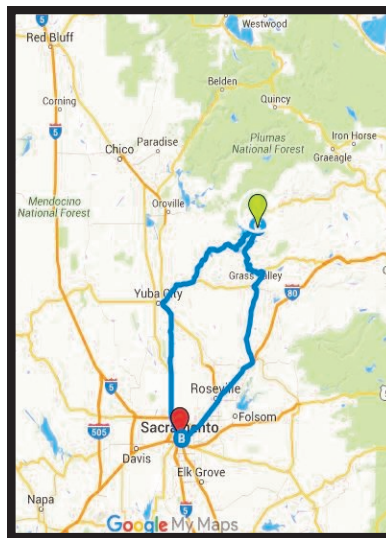 Westwood
Red Bluff
Belden
Corning
Quincy
Paradise
Plumas
National Forest
Iron Horse
Graeagle
Chico
Mendocino
National Forest
Oroville
Yuba City
Grass Valley
80
5
5
5
505
Roseville
Folsom
Sacramento
B
Davis
Elk Grove
Napa
Google My Maps